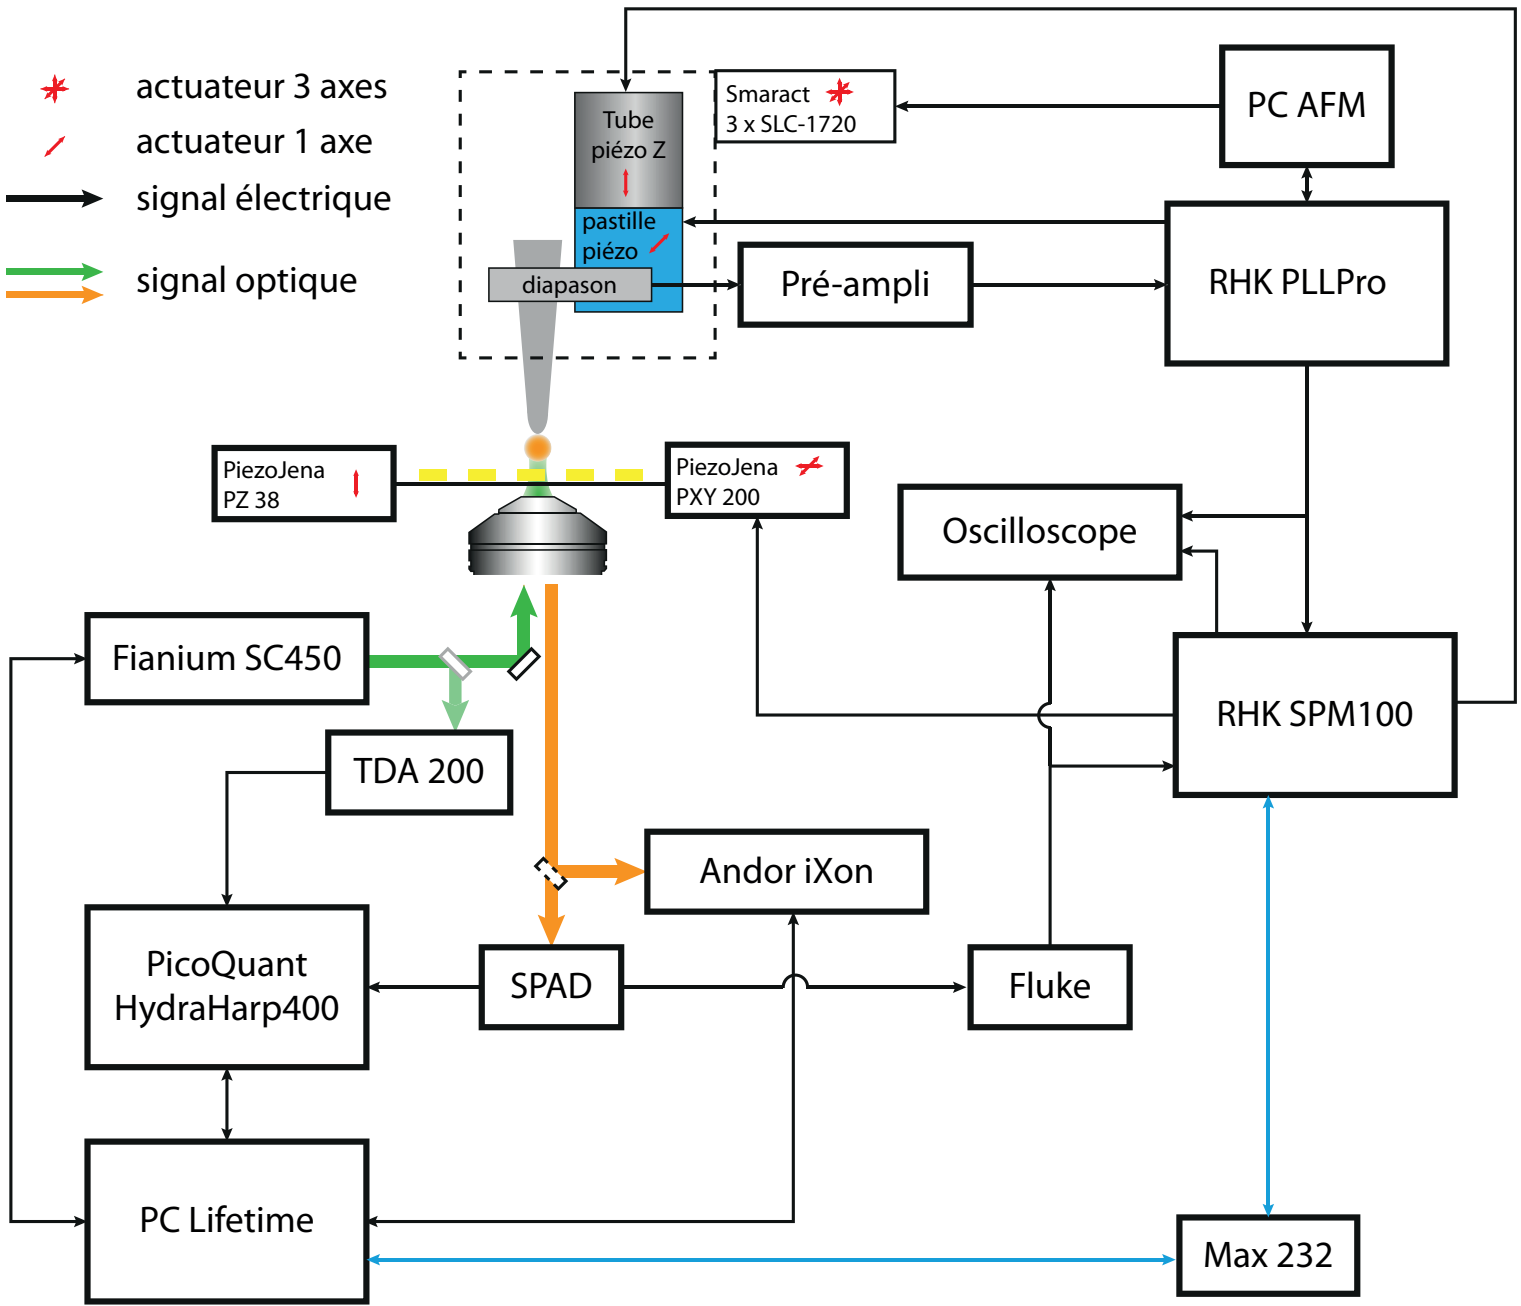 actuateur 3 axes
actuateur 1 axe
signal électrique
signal optique
Tube
piézo Z
pastille
piézo
diapason
Smaract
3 x SLC-1720
PC AFM
Pré-ampli
RHK PLLPro
PiezoJena
PZ 38
PiezoJena
PXY 200
Oscilloscope
Fianium SC450
RHK SPM100
TDA 200
Andor iXon
PicoQuant
HydraHarp400
SPAD
Fluke
PC Lifetime
Max 232